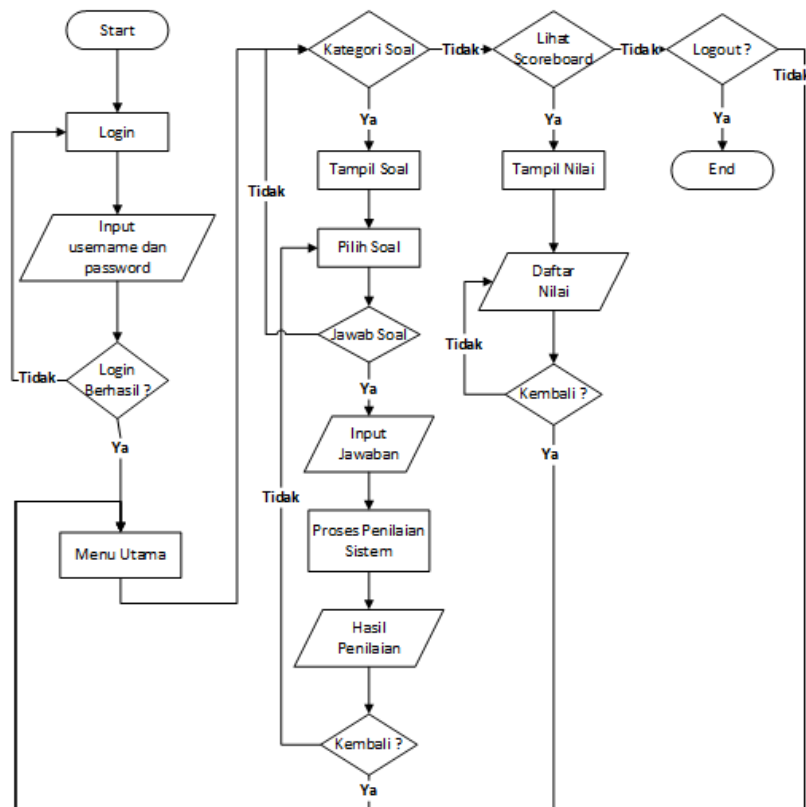 Start
Login
Input
username dan
password
Login
Berhasil ?
Tidak
Ya
Menu Utama
Kategori Soal
Tidak
Ya
Tampil Soal
Tidak
Pilih Soal
Jawab Soal
Ya
Input
Jawaban
Tidak
Proses Penilaian
Sistem
Hasil
Penilaian
Kembali ?
Ya
Lihat
Scoreboard
Tidak
Ya
Tampil Nilai
Daftar
Nilai
Tidak
Kembali ?
Ya
Logout ?
Tidak
Ya
End